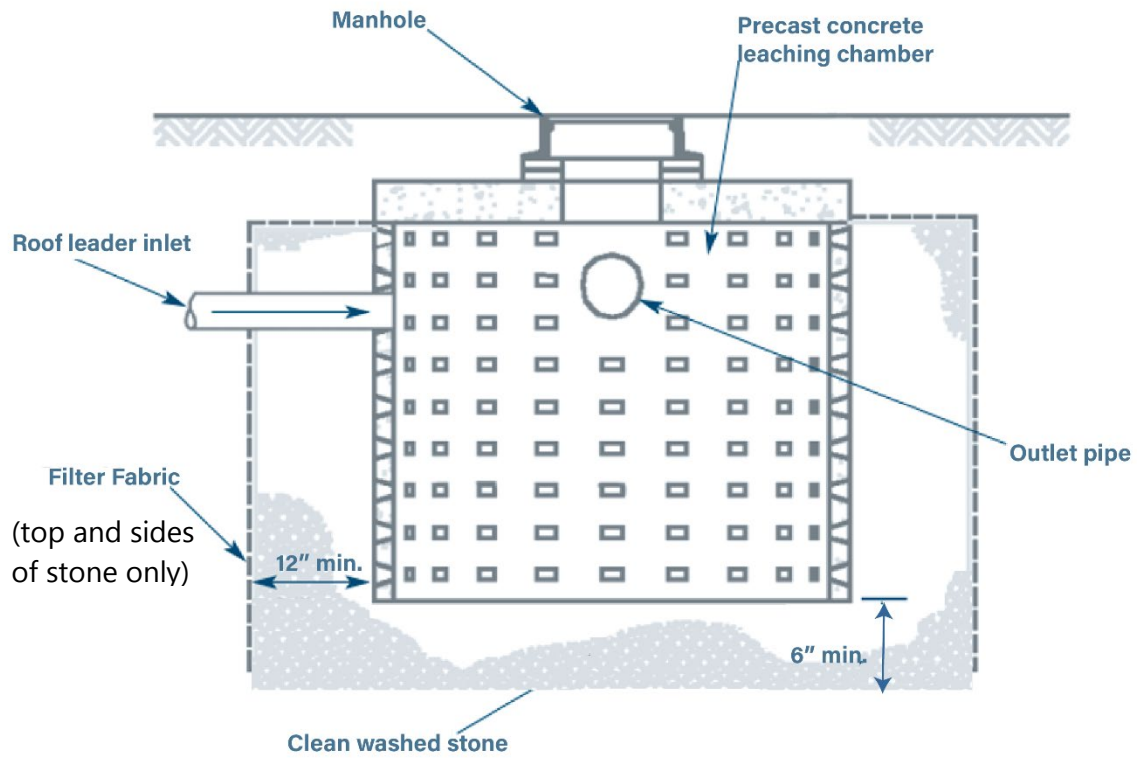 Manhole
Precast concrete
leaching chamber
Roof leader inlet
Outlet pipe
Filter Fabric
(top and sides
of stone only)
12" min.
6" min.
Clean washed stone